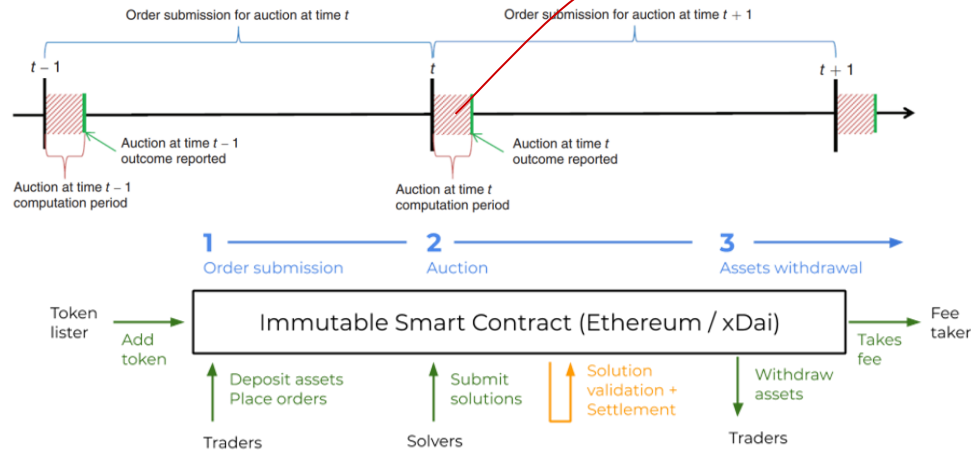 Order submission for auction at time t
Order submission for auction at time t + 1
t − 1
t
t + 1
Auction at time t − 1
outcome reported
Auction at time t
outcome reported
Auction at time t − 1
computation period
Auction at time t
computation period
1
2
3
Order submission
Auction
Assets withdrawal
Token
lister
Add
token
Immutable Smart Contract (Ethereum / xDai)
Fee
taker
Takes
fee
Deposit assets
Place orders
Submit
solutions
Solution
validation +
Settlement
Withdraw
assets
Traders
Solvers
Traders